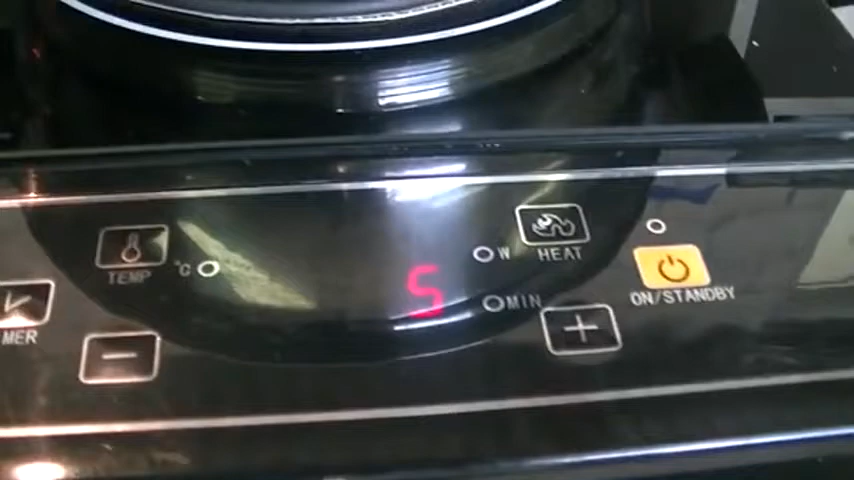 TEMP
°C
5
W
HEAT
MIN
ON/STANDBY
MER
−
+